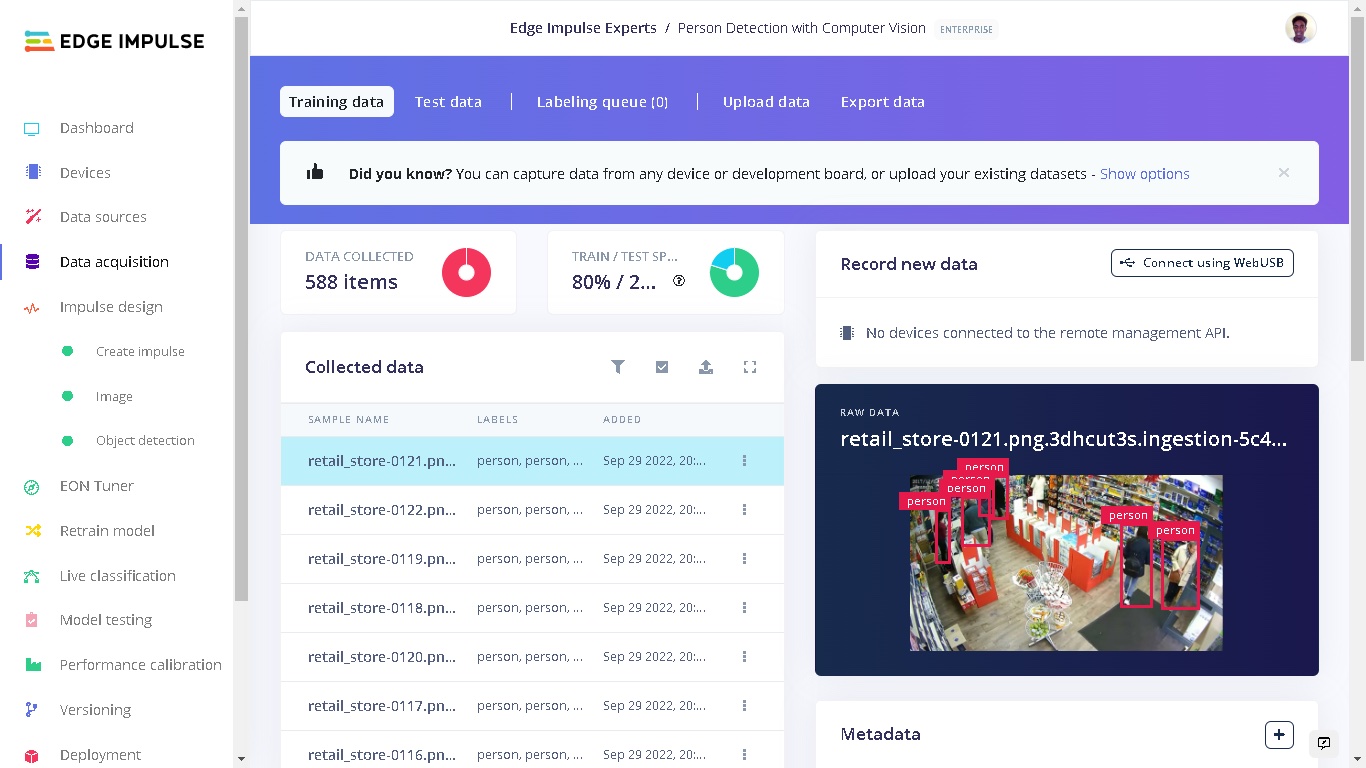 EDGE IMPULSE
Edge Impulse Experts / Person Detection with Computer Vision ENTERPRISE
Dashboard
Devices
Data sources
Data acquisition
Impulse design
Create impulse
Image
Object detection
EON Tuner
Retrain model
Live classification
Model testing
Performance calibration
Versioning
Deployment
Training data
Test data
Labeling queue (0)
Upload data
Export data
Did you know? You can capture data from any device or development board, or upload your existing datasets - Show options
DATA COLLECTED
588 items
TRAIN / TEST SP...
80% / 2...
Collected data
SAMPLE NAME LABELS ADDED
retail_store-0121.pn... person, person, ... Sep 29 2022, 20:...
retail_store-0122.pn... person, person, ... Sep 29 2022, 20:...
retail_store-0119.pn... person, person, ... Sep 29 2022, 20:...
retail_store-0118.pn... person, person, ... Sep 29 2022, 20:...
retail_store-0120.pn... person, person, ... Sep 29 2022, 20:...
retail_store-0117.pn... person, person, ... Sep 29 2022, 20:...
retail_store-0116.pn... person, person, ... Sep 29 2022, 20:...
Record new data
Connect using WebUSB
No devices connected to the remote management API.
RAW DATA
retail_store-0121.png.3dhcut3s.ingestion-5c4...
person
person
person
person
person
person
Metadata